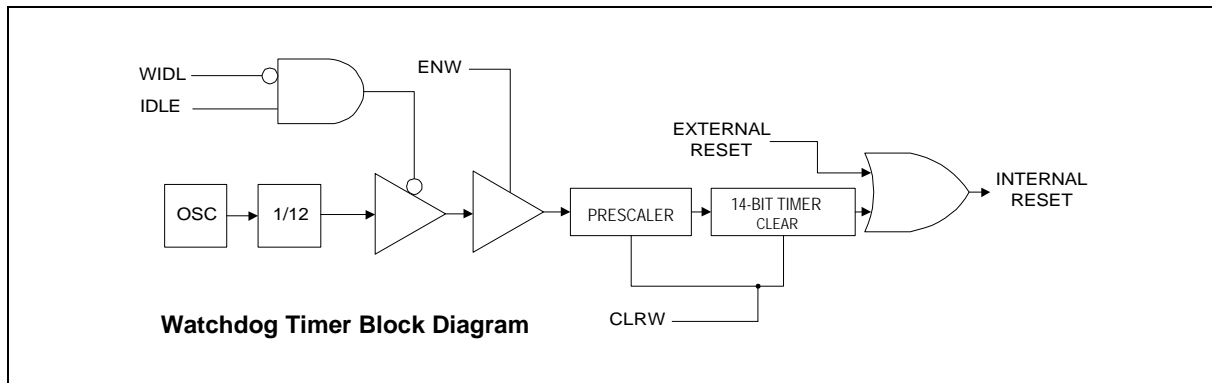 WIDL
IDLE
ENW
EXTERNAL
RESET
OSC
1/12
PRESCALER
14-BIT TIMER
CLEAR
INTERNAL
RESET
CLRW
Watchdog Timer Block Diagram